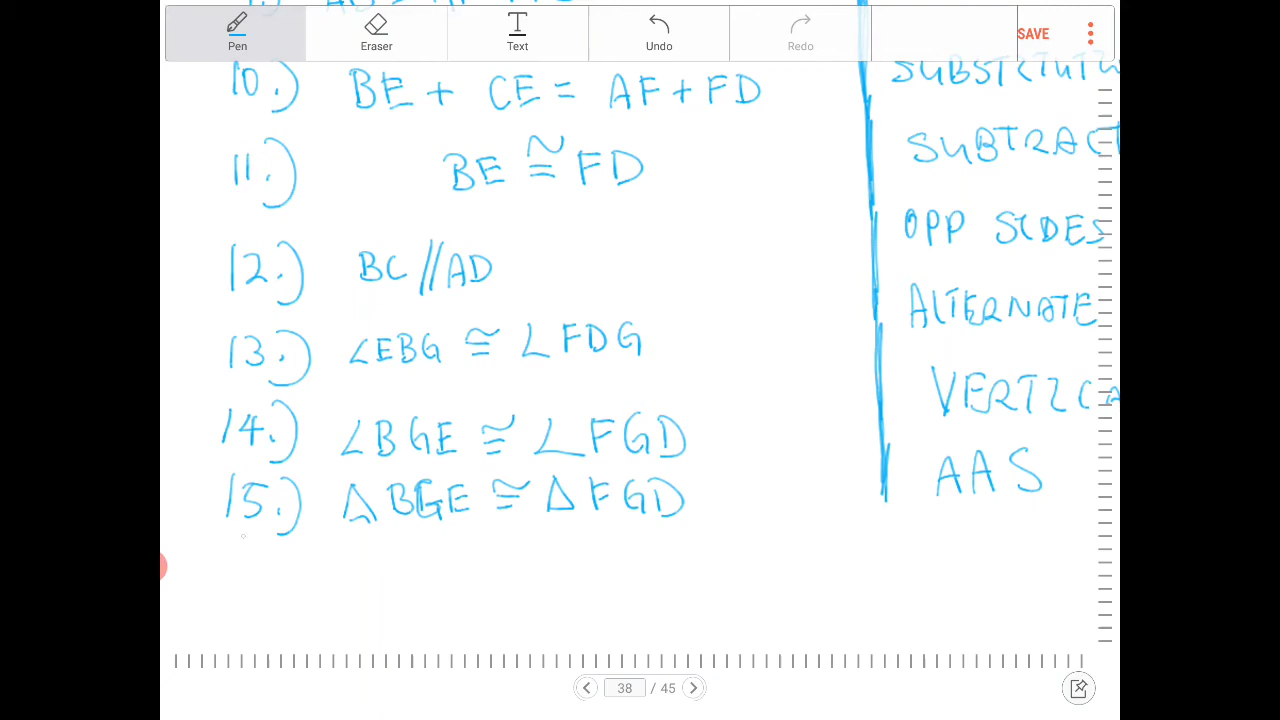 Pen Eraser Text Undo Redo SAVE
10.) BE + CE = AF + FD
11.) BE ≅ FD
SUBTRACT
12.) BC // AD
OPP SIDES
13.) ∠EBG ≅ ∠FDG
ALTERNATE
14.) ∠BGE ≅ ∠FGD
15.) △BGE ≅ △FGD
AAS
38 / 45